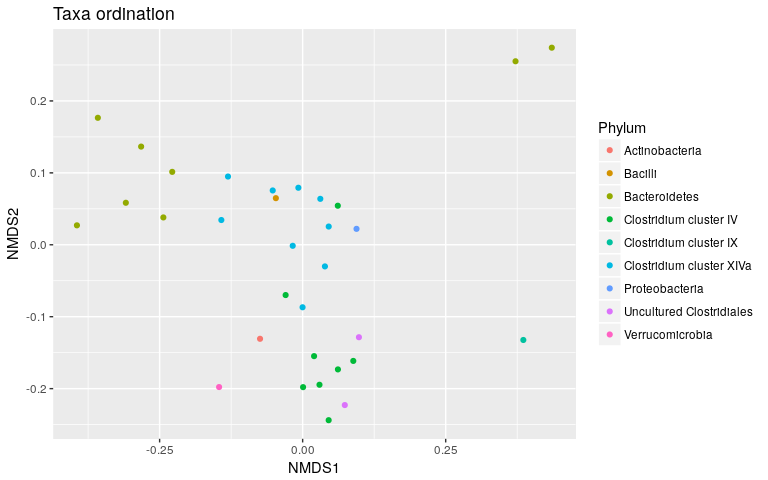 Taxa ordination
NMDS2
0.2
0.1
0.0
-0.1
-0.2
-0.25
0.00
0.25
NMDS1
Phylum
Actinobacteria
Bacilli
Bacteroidetes
Clostridium cluster IV
Clostridium cluster IX
Clostridium cluster XIVa
Proteobacteria
Uncultured Clostridiales
Verrucomicrobia